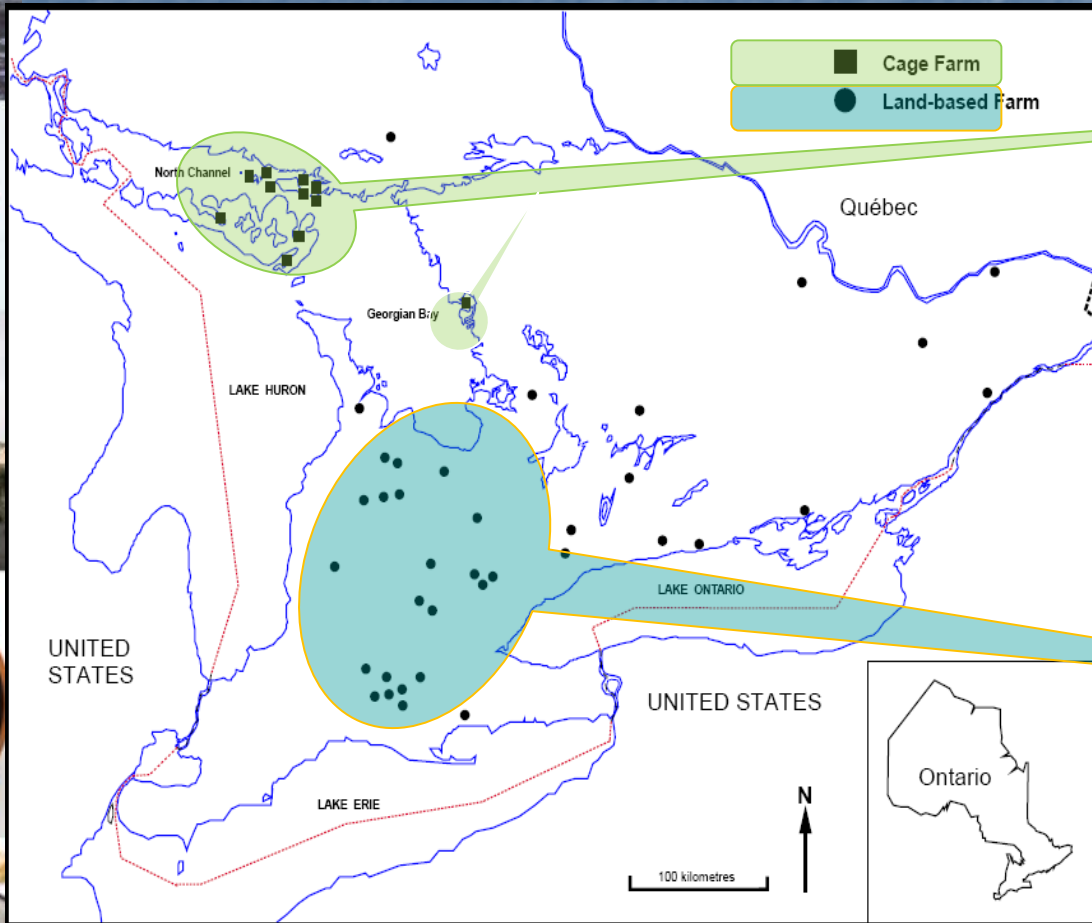 Cage Farm
Land-based Farm
North Channel
Québec
Georgian Bay
LAKE HURON
LAKE ONTARIO
UNITED
STATES
UNITED STATES
Ontario
LAKE ERIE
N
100 kilometres